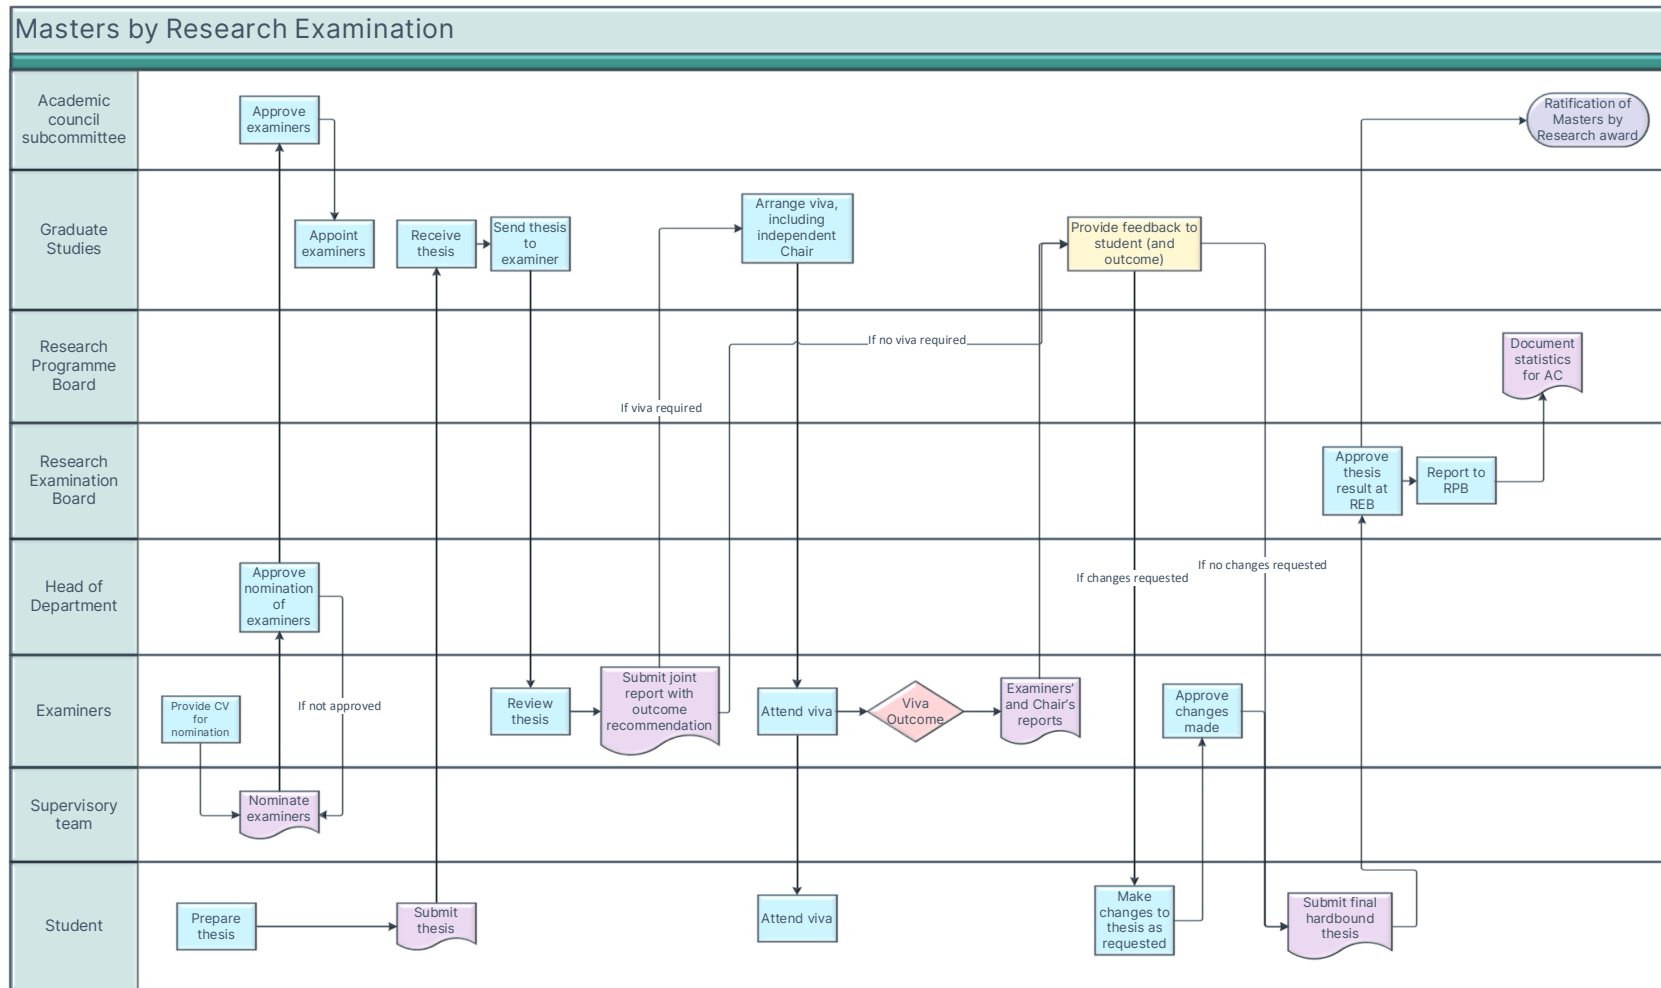 Masters by Research Examination
Academic
council
subcommittee
Approve
examiners
Ratification of
Masters by
Research award
Graduate
Studies
Appoint
examiners
Receive
thesis
Send thesis
to
examiner
Arrange viva,
including
independent
Chair
Provide feedback to
student (and
outcome)
Research
Programme
Board
If no viva required
If viva required
Document
statistics
for AC
Research
Examination
Board
Approve
thesis
result at
REB
Report to
RPB
Head of
Department
Approve
nomination
of
examiners
If changes requested
If no changes requested
Examiners
Provide CV
for
nomination
If not approved
Review
thesis
Submit joint
report with
outcome
recommendation
Attend viva
Viva
Outcome
Examiners’
and Chair's
reports
Approve
changes
made
Supervisory
team
Nominate
examiners
Student
Prepare
thesis
Submit
thesis
Attend viva
Make
changes to
thesis as
requested
Submit final
hardbound
thesis